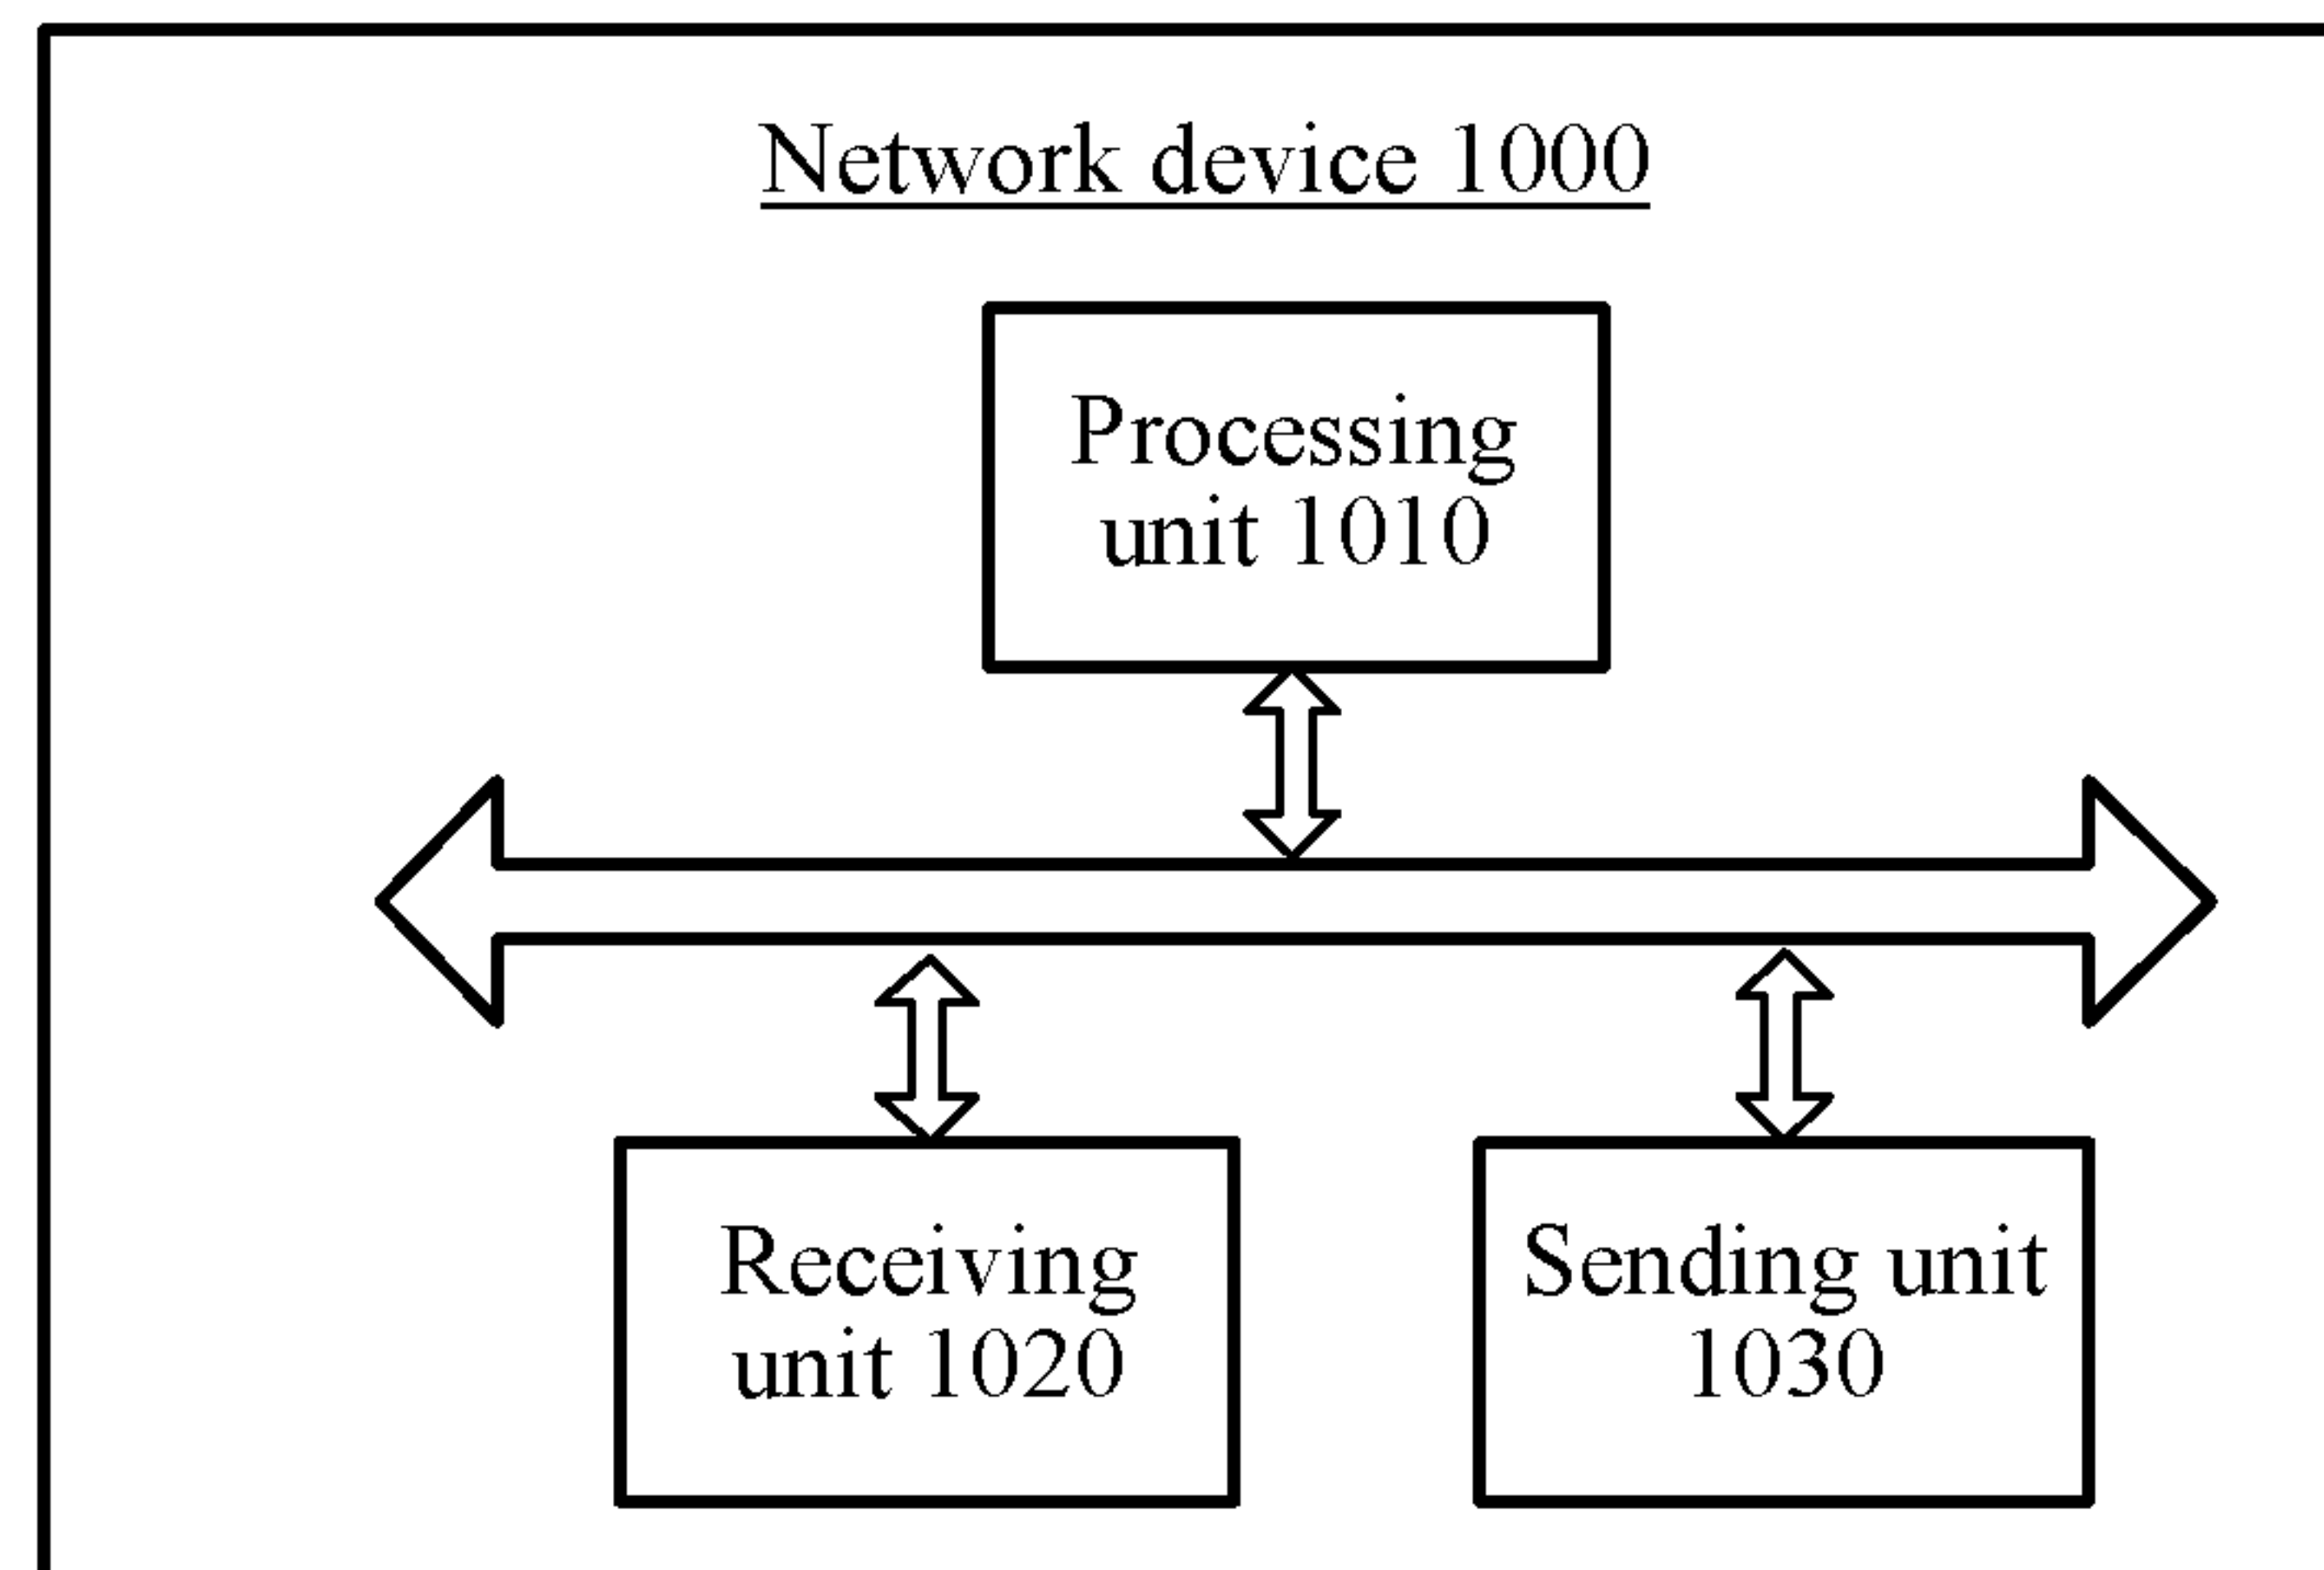 Network device 1000
Processing
unit 1010
Receiving
unit 1020
Sending unit
1030